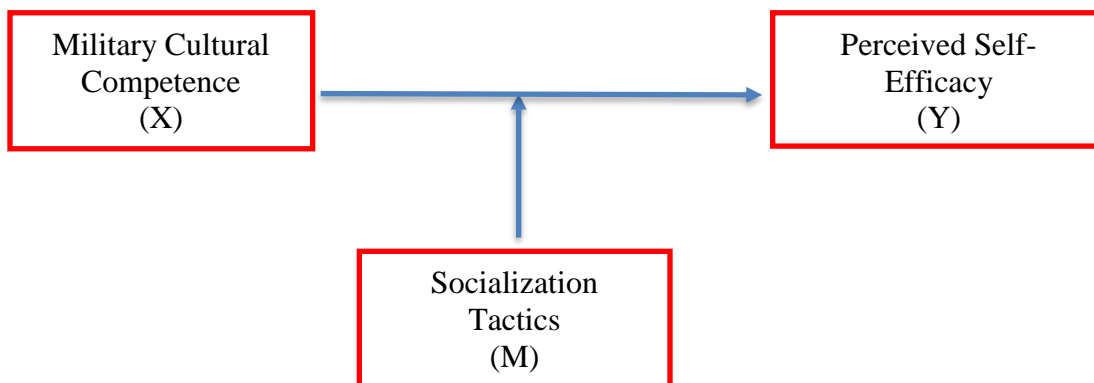 Military Cultural
Competence
(X)
Perceived Self-
Efficacy
(Y)
Socialization
Tactics
(M)